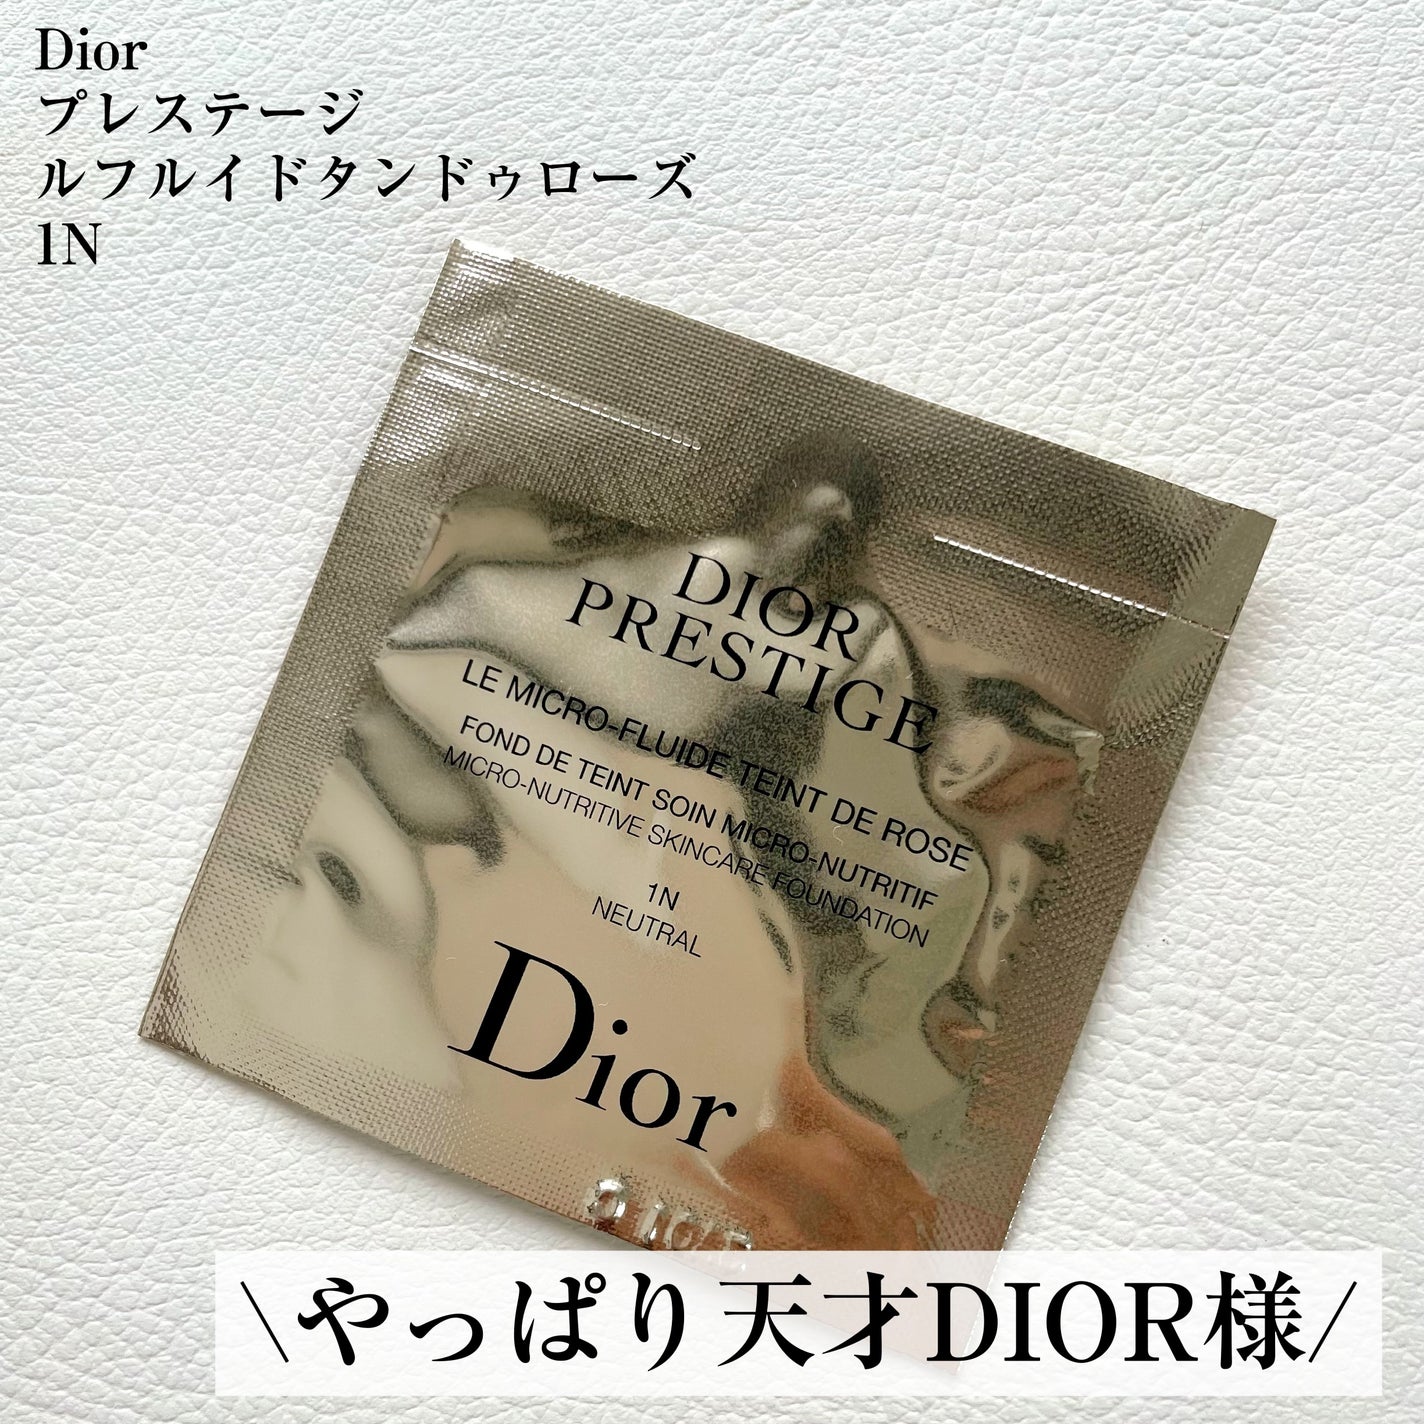 Dior
プレステージ
ルフルイドタンドゥローズ
1N
DIOR
PRESTIGE
LE MICRO-FLUIDE TEINT DE ROSE
FOND DE TEINT SOIN MICRO-NUTRITIF
MICRO-NUTRITIVE SKINCARE FOUNDATION
1N
NEUTRAL
Dior
\やっぱり天才DIOR様/